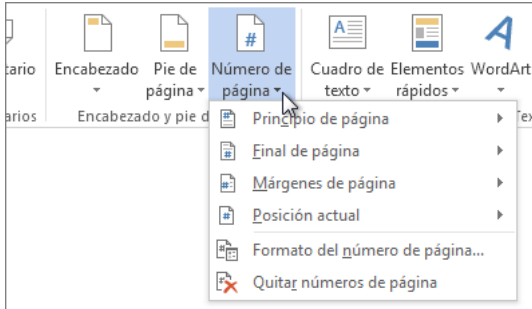 tario Encabezado Pie de Número de Cuadro de Elementos WordArt
página página texto rápidos
arios Encabezado y pie d
# Principio de página
# Final de página
# Márgenes de página
# Posición actual
# Formato del número de página...
# Quitar números de página